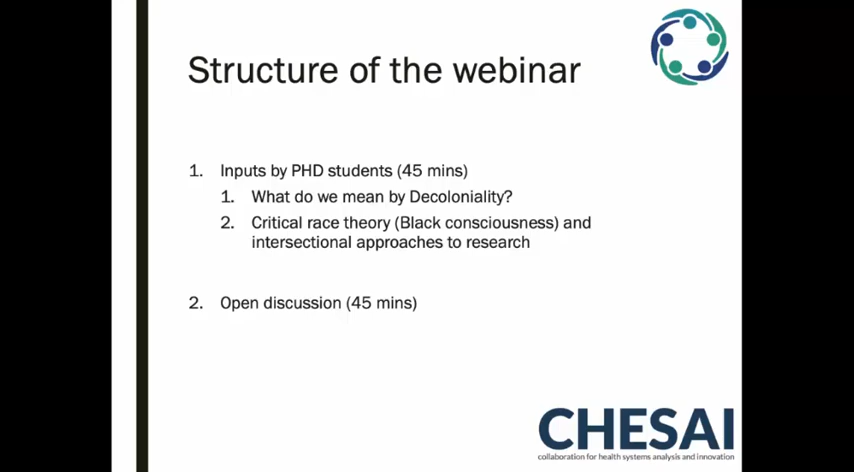 Structure of the webinar
1. Inputs by PHD students (45 mins)
1. What do we mean by Decoloniality?
2. Critical race theory (Black consciousness) and
intersectional approaches to research
2. Open discussion (45 mins)
CHESAI
collaboration for health systems analysis and innovation